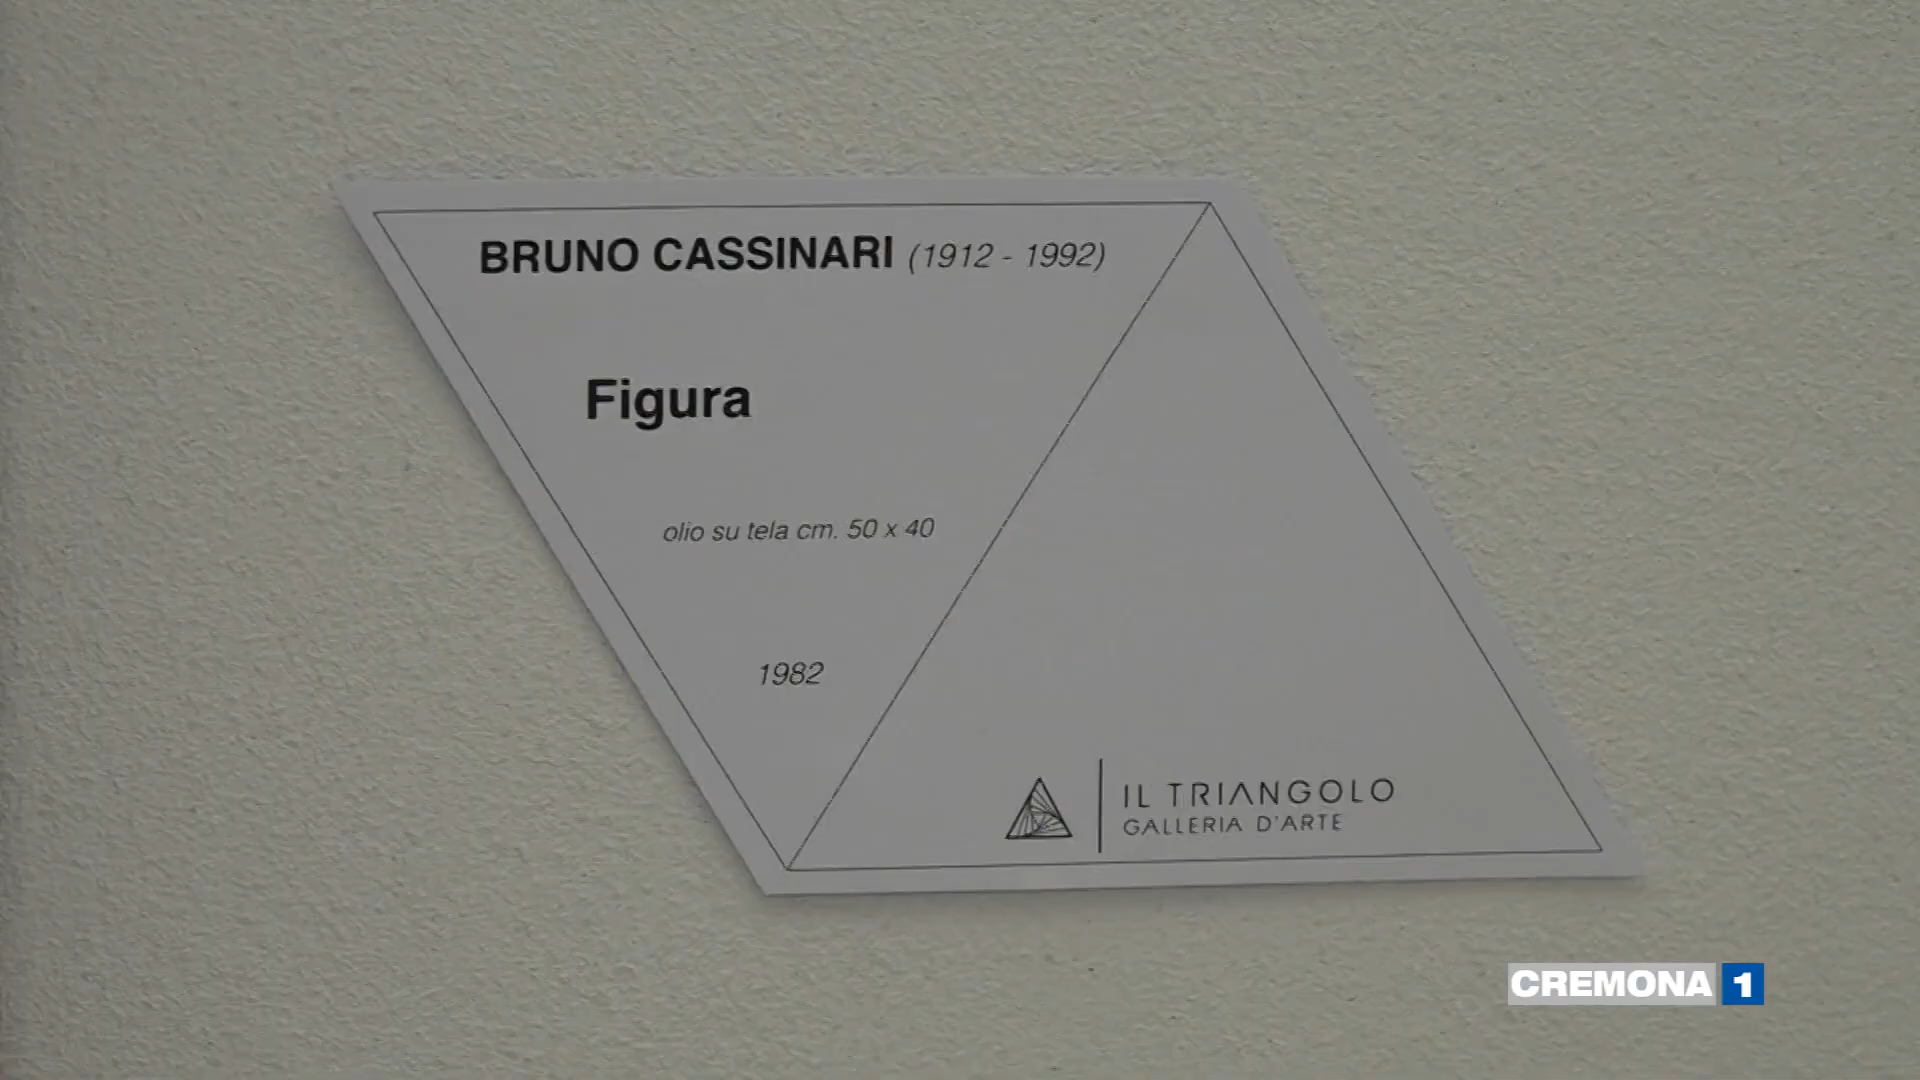 BRUNO CASSINARI (1912 - 1992)
Figura
olio su tela cm. 50 x 40
1982
IL TRIANGOLO
GALLERIA D'ARTE
CREMONA 1